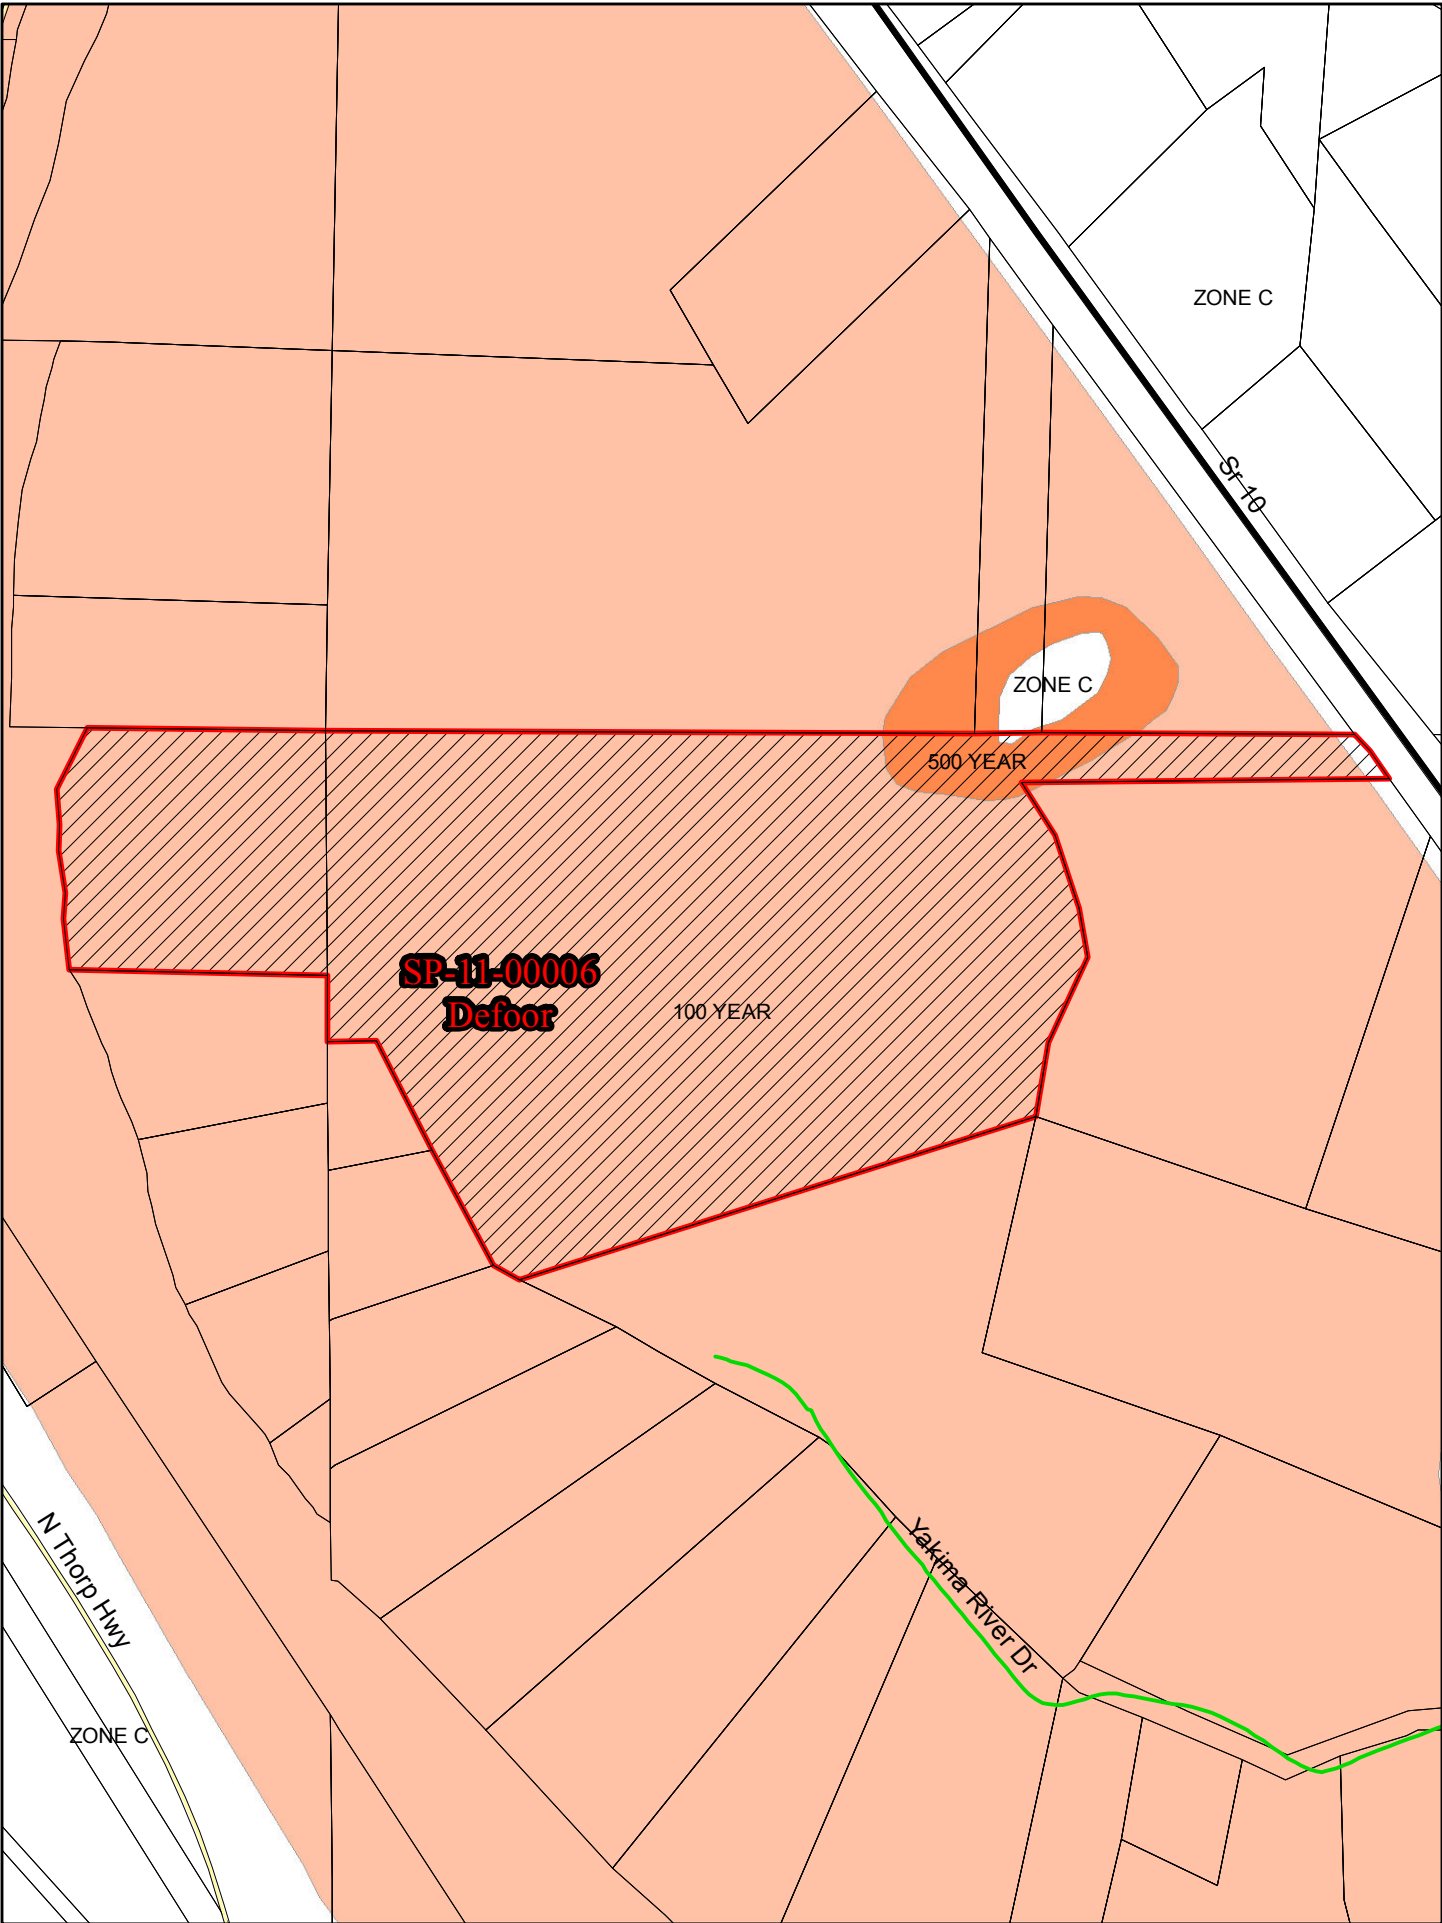 ZONE C
Sr 10
ZONE C
500 YEAR
SP-11-00006
Defoor
100 YEAR
N Thorp Hwy
Yakima River Dr
ZONE C